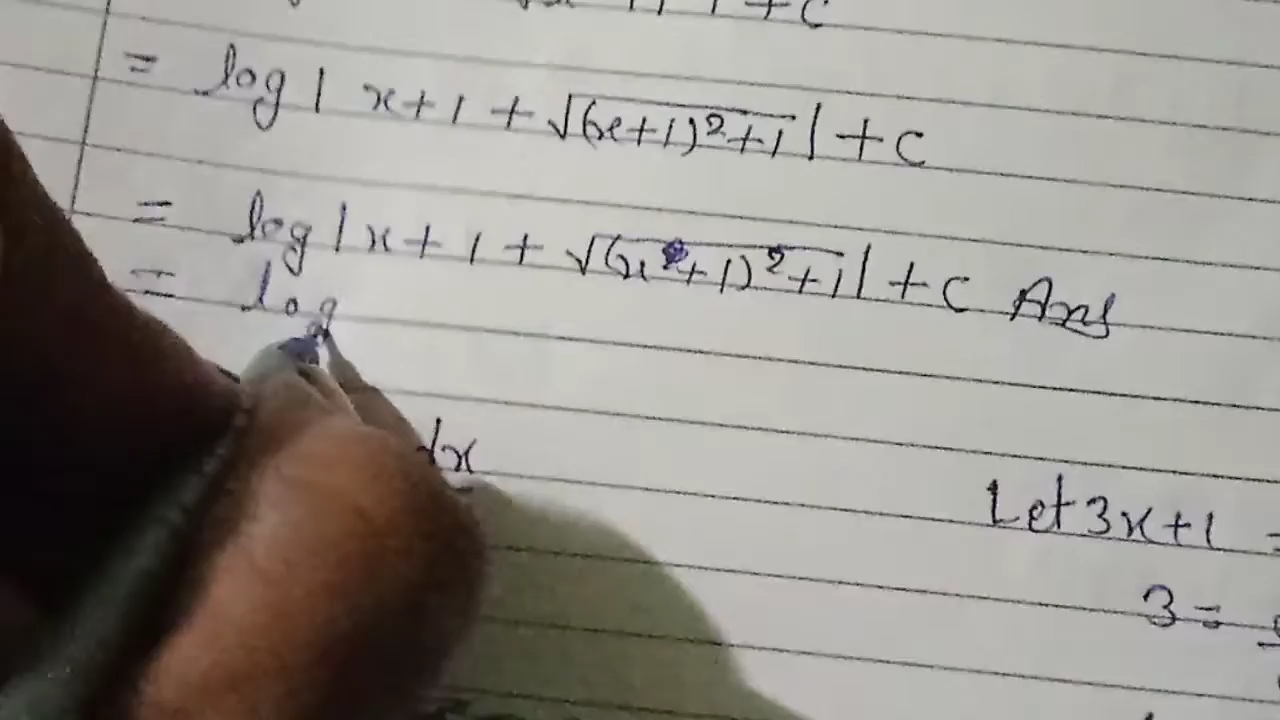 + C
= log | x+1 + √(x+1)²+1 | + C
= log | x + 1 + √(x +1)²+1 | + C Ans
= log
dx
Let 3x+1 =
3 =